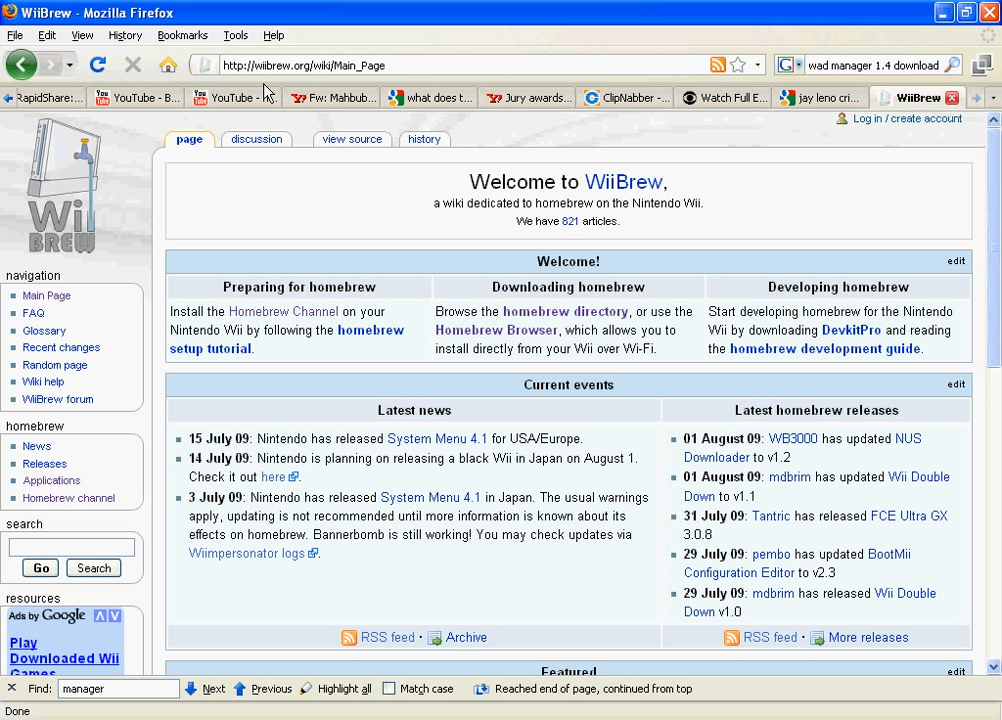 WiiBrew - Mozilla Firefox
File Edit View History Bookmarks Tools Help
http://wiibrew.org/wiki/Main_Page
wad manager 1.4 download
RapidShare:... YouTube - B... YouTube - Fw: Mahbub... what does t... Jury awards... ClipNabber -... Watch Full E... jay leno cri... WiiBrew
Log in / create account
page discussion view source history
Wii
BREW
Welcome to WiiBrew,
a wiki dedicated to homebrew on the Nintendo Wii.
We have 821 articles.
navigation
Main Page
FAQ
Glossary
Recent changes
Random page
Wiki help
WiiBrew forum
homebrew
News
Releases
Applications
Homebrew channel
search
Go Search
resources
Ads by Google
Play
Downloaded Wii
Games
Welcome!
edit
Preparing for homebrew
Install the Homebrew Channel on your
Nintendo Wii by following the homebrew
setup tutorial.
Downloading homebrew
Browse the homebrew directory, or use the
Homebrew Browser, which allows you to
install directly from your Wii over Wi-Fi.
Developing homebrew
Start developing homebrew for the Nintendo
Wii by downloading DevkitPro and reading
the homebrew development guide.
Current events
edit
Latest news
15 July 09: Nintendo has released System Menu 4.1 for USA/Europe.
14 July 09: Nintendo is planning on releasing a black Wii in Japan on August 1.
Check it out here.
3 July 09: Nintendo has released System Menu 4.1 in Japan. The usual warnings
apply, updating is not recommended until more information is known about its
effects on homebrew. Bannerbomb is still working! You may check updates via
Wiimpersonator logs.
RSS feed · Archive
Latest homebrew releases
01 August 09: WB3000 has updated NUS
Downloader to v1.2
01 August 09: mdbrim has updated Wii Double
Down to v1.1
31 July 09: Tantric has released FCE Ultra GX
3.0.8
29 July 09: pembo has updated BootMii
Configuration Editor to v2.3
29 July 09: mdbrim has released Wii Double
Down v1.0
RSS feed · More releases
Featured
edit
Find: manager Next Previous Highlight all Match case Reached end of page, continued from top
Done